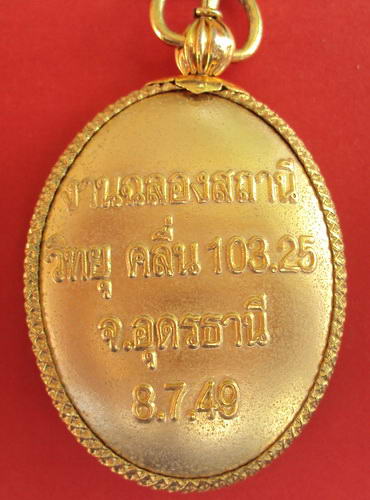 งานฉลองสถานี
วิทยุ คลื่น 103.25
จ.อุดรธานี
8.7.49